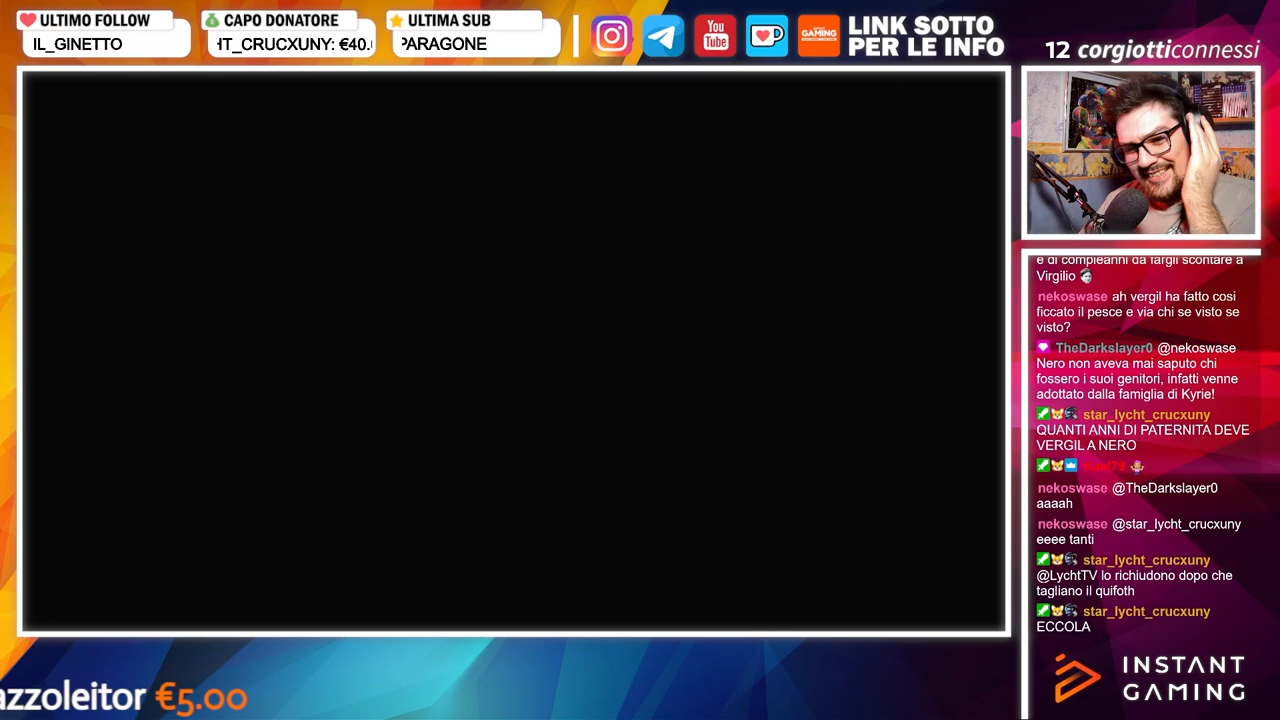 ULTIMO FOLLOW
IL_GINETTO
CAPO DONATORE
HT_CRUCXUNY: €40.
ULTIMA SUB
PARAGONE
You
Tube
GAMING
LINK SOTTO
PER LE INFO
12 corgiotticonnessi
e di compleanni da fargli scontare a
Virgilio
nekoswase ah vergil ha fatto cosi
ficcato il pesce e via chi se visto se
visto?
TheDarkslayer0 @nekoswase
Nero non aveva mai saputo chi
fossero i suoi genitori, infatti venne
adottato dalla famiglia di Kyrie!
star_lycht_crucxuny
QUANTI ANNI DI PATERNITA DEVE
VERGIL A NERO
nekoswase @TheDarkslayer0
aaaah
nekoswase @star_lycht_crucxuny
eeee tanti
star_lycht_crucxuny
@LychtTV lo richiudono dopo che
tagliano il quifoth
star_lycht_crucxuny
ECCOLA
INSTANT
GAMING
azzoleitor €5.00